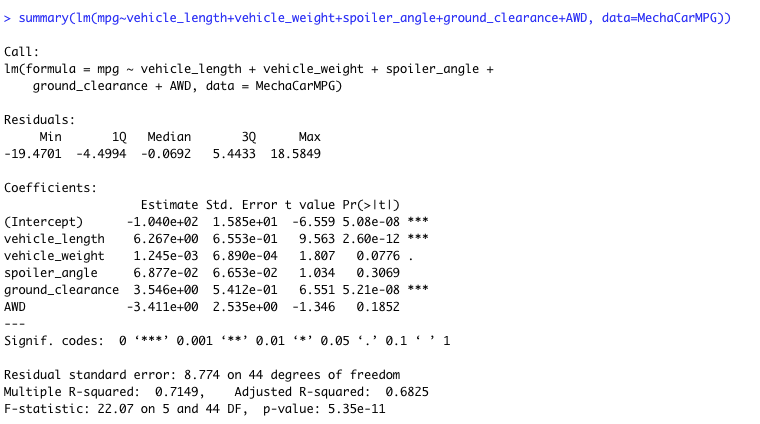 > summary(lm(mpg~vehicle_length+vehicle_weight+spoiler_angle+ground_clearance+AWD, data=MechaCarMPG))
Call:
lm(formula = mpg ~ vehicle_length + vehicle_weight + spoiler_angle +
    ground_clearance + AWD, data = MechaCarMPG)
Residuals:
     Min       1Q   Median       3Q      Max
-19.4701  -4.4994  -0.0692   5.4433  18.5849
Coefficients:
                   Estimate Std. Error t value Pr(>|t|)
(Intercept)      -1.040e+02  1.585e+01  -6.559 5.08e-08 ***
vehicle_length    6.267e+00  6.553e-01   9.563 2.60e-12 ***
vehicle_weight    1.245e-03  6.890e-04   1.807   0.0776 .
spoiler_angle     6.877e-02  6.653e-02   1.034   0.3069
ground_clearance  3.546e+00  5.412e-01   6.551 5.21e-08 ***
AWD              -3.411e+00  2.535e+00  -1.346   0.1852
---
Signif. codes:  0 ‘***’ 0.001 ‘**’ 0.01 ‘*’ 0.05 ‘.’ 0.1 ‘ ’ 1
Residual standard error: 8.774 on 44 degrees of freedom
Multiple R-squared:  0.7149,    Adjusted R-squared:  0.6825
F-statistic: 22.07 on 5 and 44 DF,  p-value: 5.35e-11